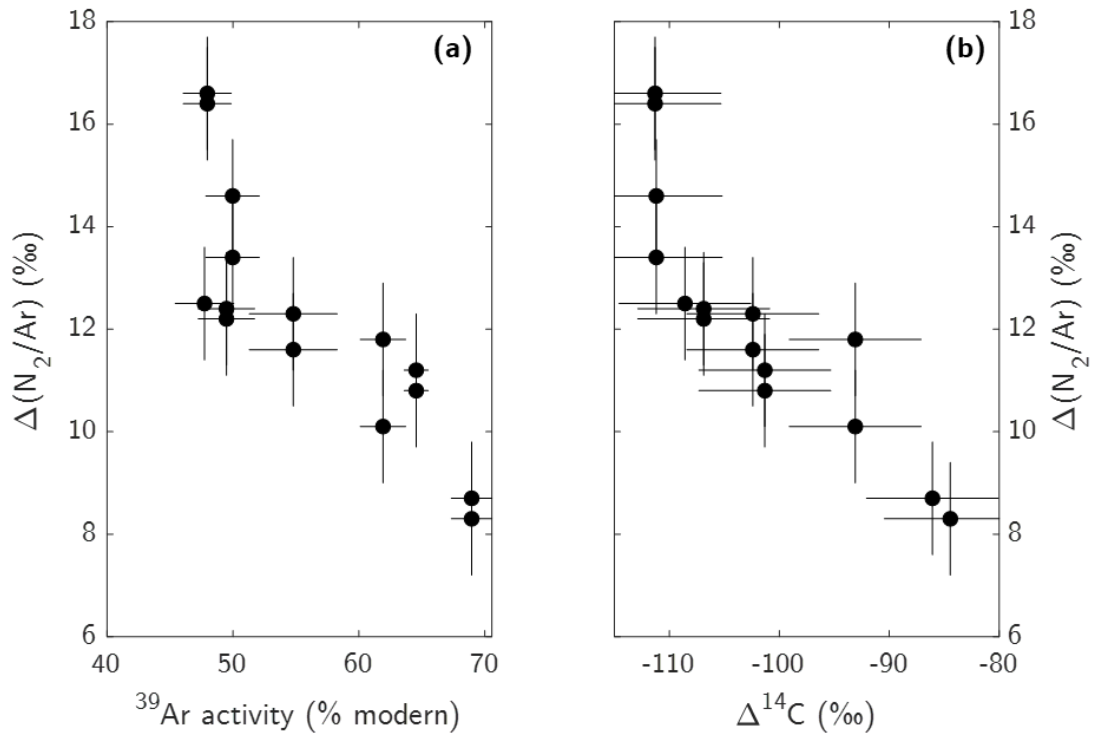 18
16
14
12
10
8
6
Δ(N₂/Ar) (‰)
(a)
40 50 60 70
³⁹Ar activity (% modern)
(b)
-110 -100 -90 -80
Δ¹⁴C (‰)
18
16
14
12
10
8
6
Δ(N₂/Ar) (‰)